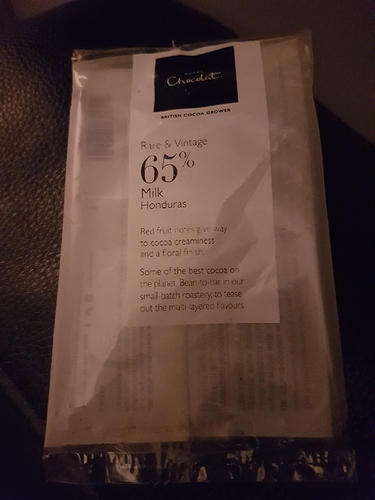 HOTEL
Chocolat.
BRITISH COCOA GROWER
Rare & Vintage
65%
Milk
Honduras
Red fruit notes give way
to cocoa creaminess
and a floral finish.
Some of the best cocoa on
the planet. Bean-to-bar in our
small-batch roastery, to tease
out the multi-layered flavours.